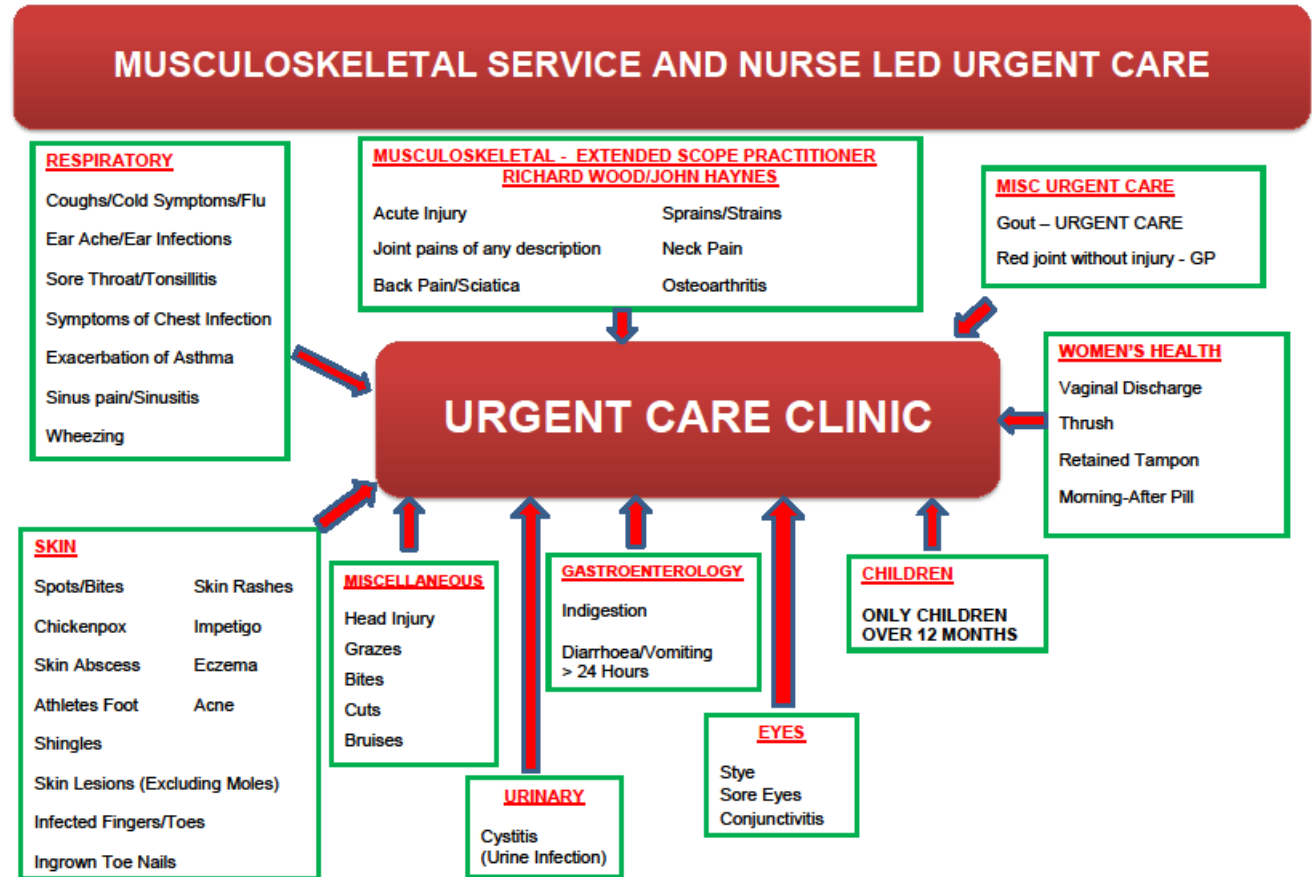 MUSCULOSKELETAL SERVICE AND NURSE LED URGENT CARE
RESPIRATORY
Coughs/Cold Symptoms/Flu
Ear Ache/Ear Infections
Sore Throat/Tonsillitis
Symptoms of Chest Infection
Exacerbation of Asthma
Sinus pain/Sinusitis
Wheezing
MUSCULOSKELETAL - EXTENDED SCOPE PRACTITIONER
RICHARD WOOD/JOHN HAYNES
Acute Injury
Joint pains of any description
Back Pain/Sciatica
Sprains/Strains
Neck Pain
Osteoarthritis
MISC URGENT CARE
Gout – URGENT CARE
Red joint without injury - GP
WOMEN'S HEALTH
Vaginal Discharge
Thrush
Retained Tampon
Morning-After Pill
URGENT CARE CLINIC
SKIN
Spots/Bites
Chickenpox
Skin Abscess
Athletes Foot
Shingles
Skin Lesions (Excluding Moles)
Infected Fingers/Toes
Ingrown Toe Nails
Skin Rashes
Impetigo
Eczema
Acne
MISCELLANEOUS
Head Injury
Grazes
Bites
Cuts
Bruises
URINARY
Cystitis
(Urine Infection)
GASTROENTEROLOGY
Indigestion
Diarrhoea/Vomiting
> 24 Hours
EYES
Stye
Sore Eyes
Conjunctivitis
CHILDREN
ONLY CHILDREN
OVER 12 MONTHS